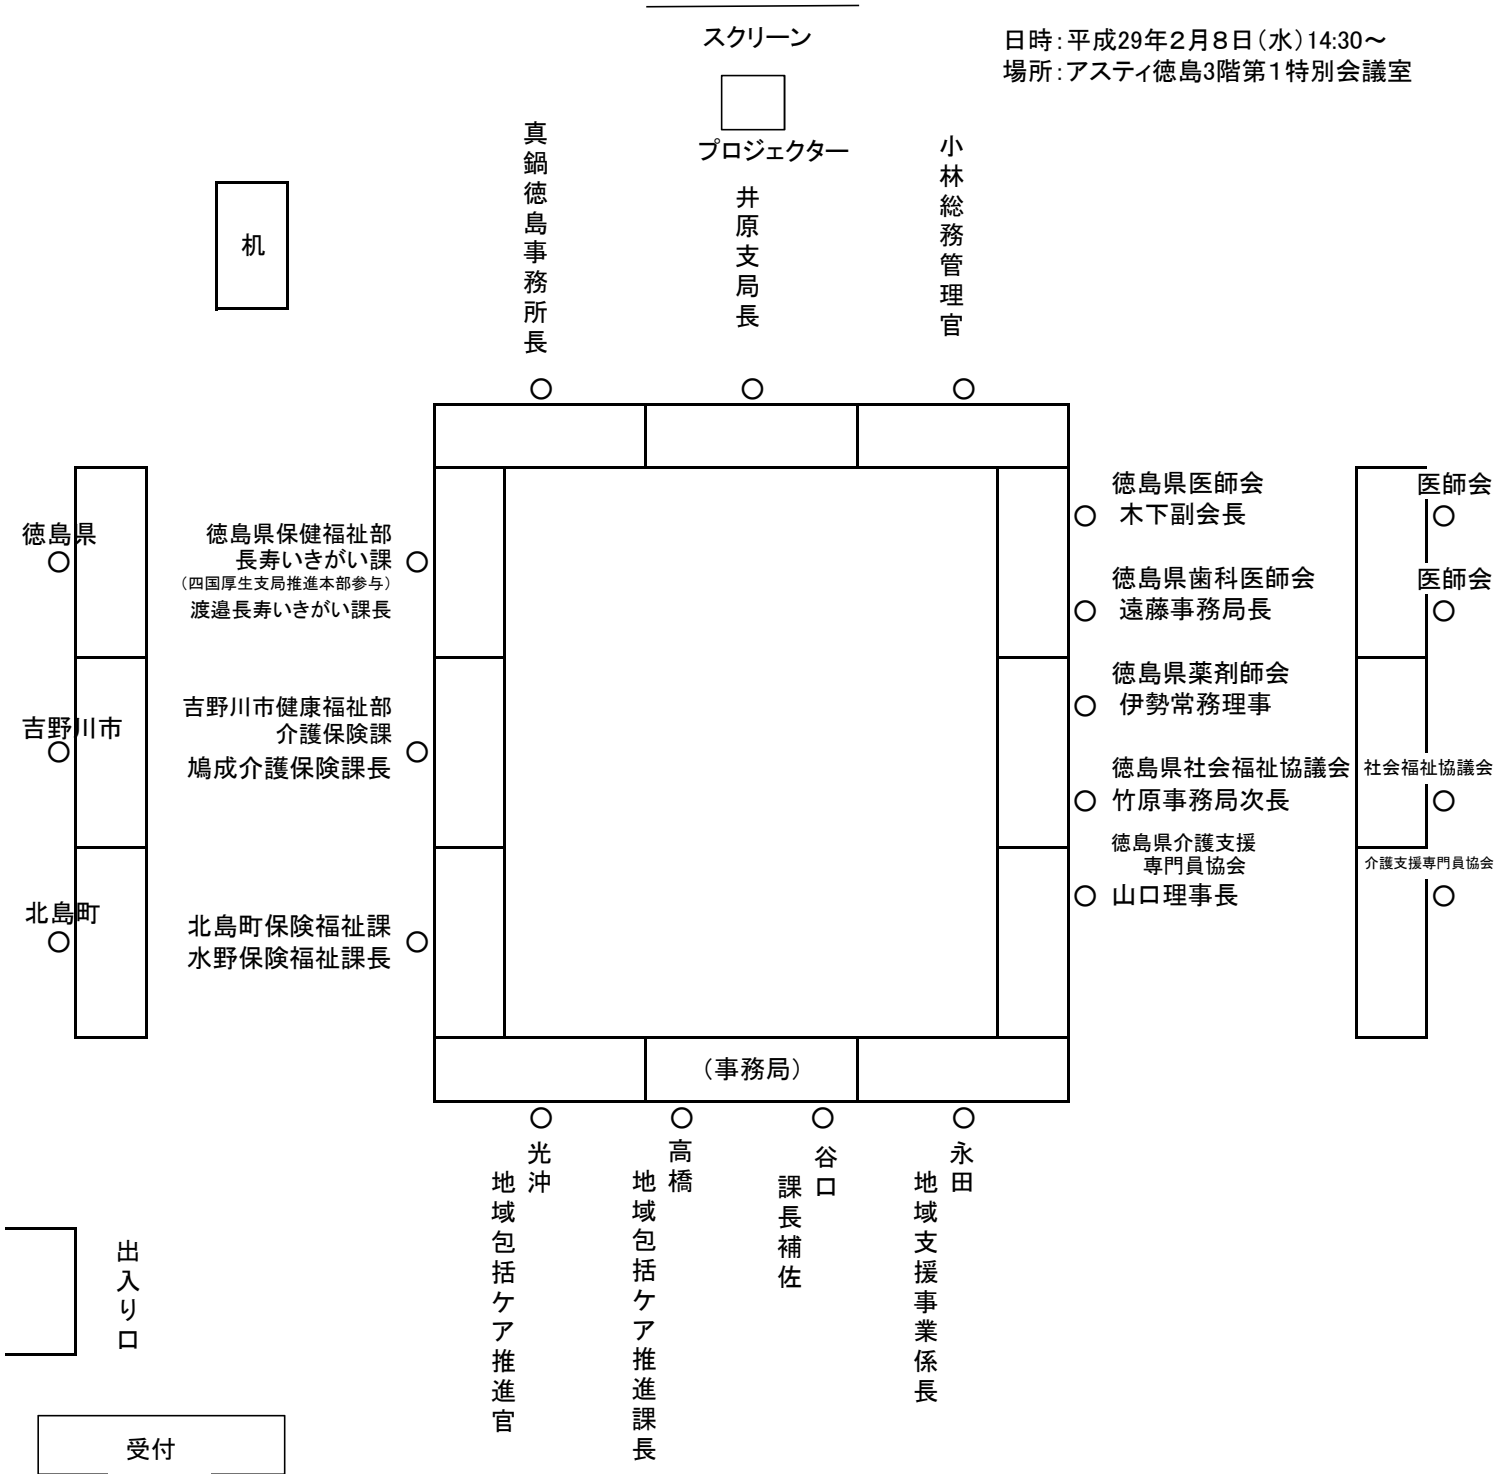 スクリーン
日時：平成29年２月８日（水）14:30～
場所：アスティ徳島3階第１特別会議室
プロジェクター
真鍋徳島事務所長
井原支局長
小林総務管理官
机
徳島県
吉野川市
北島町
徳島県保健福祉部
長寿いきがい課
（四国厚生支局推進本部参与）
渡邉長寿いきがい課長
吉野川市健康福祉部
介護保険課
鳩成介護保険課長
北島町保険福祉課
水野保険福祉課長
徳島県医師会
木下副会長
徳島県歯科医師会
遠藤事務局長
徳島県薬剤師会
伊勢常務理事
徳島県社会福祉協議会
竹原事務局次長
徳島県介護支援
専門員協会
山口理事長
医師会
医師会
社会福祉協議会
介護支援専門員協会
（事務局）
光沖
地域包括ケア推進官
高橋
地域包括ケア推進課長
谷口
課長補佐
永田
地域支援事業係長
出入り口
受付